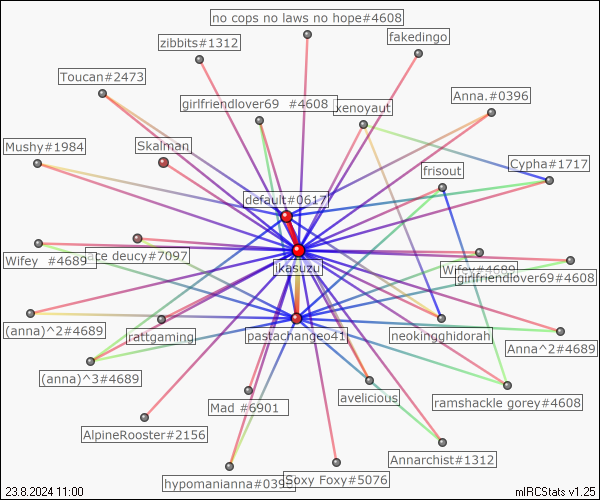 no cops no laws no hope#4608
fakedingo
zibbits#1312
Toucan#2473
girlfriendlover69 #4608
xenoyaut
Anna.#0396
Mushy#1984
Skalman
frisout
Cypha#1717
default#0617
Wifey #4689
ace deucy#7097
ikasuzu
Wifey#4689
girlfriendlover69#4608
(anna)^2#4689
rattgaming
pastachangeo41
neokingghidorah
Anna^2#4689
(anna)^3#4689
Mad #6901
avelicious
ramshackle gorey#4608
AlpineRooster#2156
Annarchist#1312
hypomanianna#0396
Soxy Foxy#5076
23.8.2024 11:00
mIRCStats v1.25